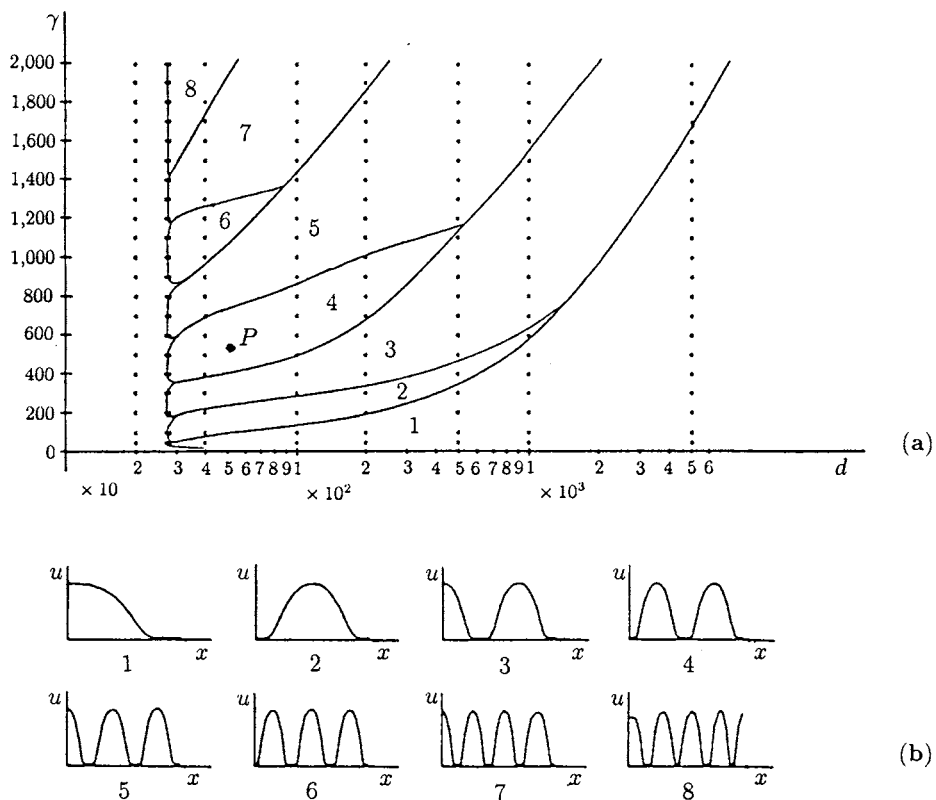 γ
2,000
1,800
1,600
1,400
1,200
1,000
800
600
400
200
0
8
7
6
5
4
P
3
2
1
2 3 4 5 6 7 8 9 1 2 3 4 5 6 7 8 9 1 2 3 4 5 6 d
× 10 × 10² × 10³
(a)
u x u x u x u x
1 2 3 4
u x u x u x u x
5 6 7 8
(b)